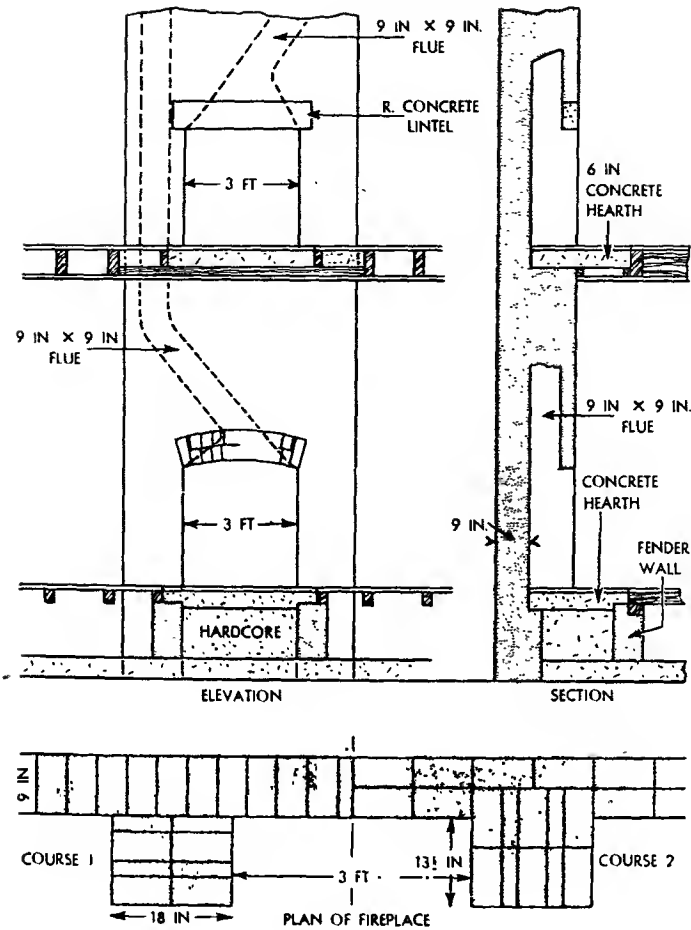 9 IN × 9 IN.
FLUE
R. CONCRETE
LINTEL
3 FT
6 IN
CONCRETE
HEARTH
9 IN × 9 IN
FLUE
9 IN × 9 IN.
FLUE
3 FT
9 IN.
CONCRETE
HEARTH
FENDER
WALL
HARDCORE
ELEVATION
SECTION
9 IN
COURSE 1
3 FT
13½ IN
COURSE 2
18 IN
PLAN OF FIREPLACE